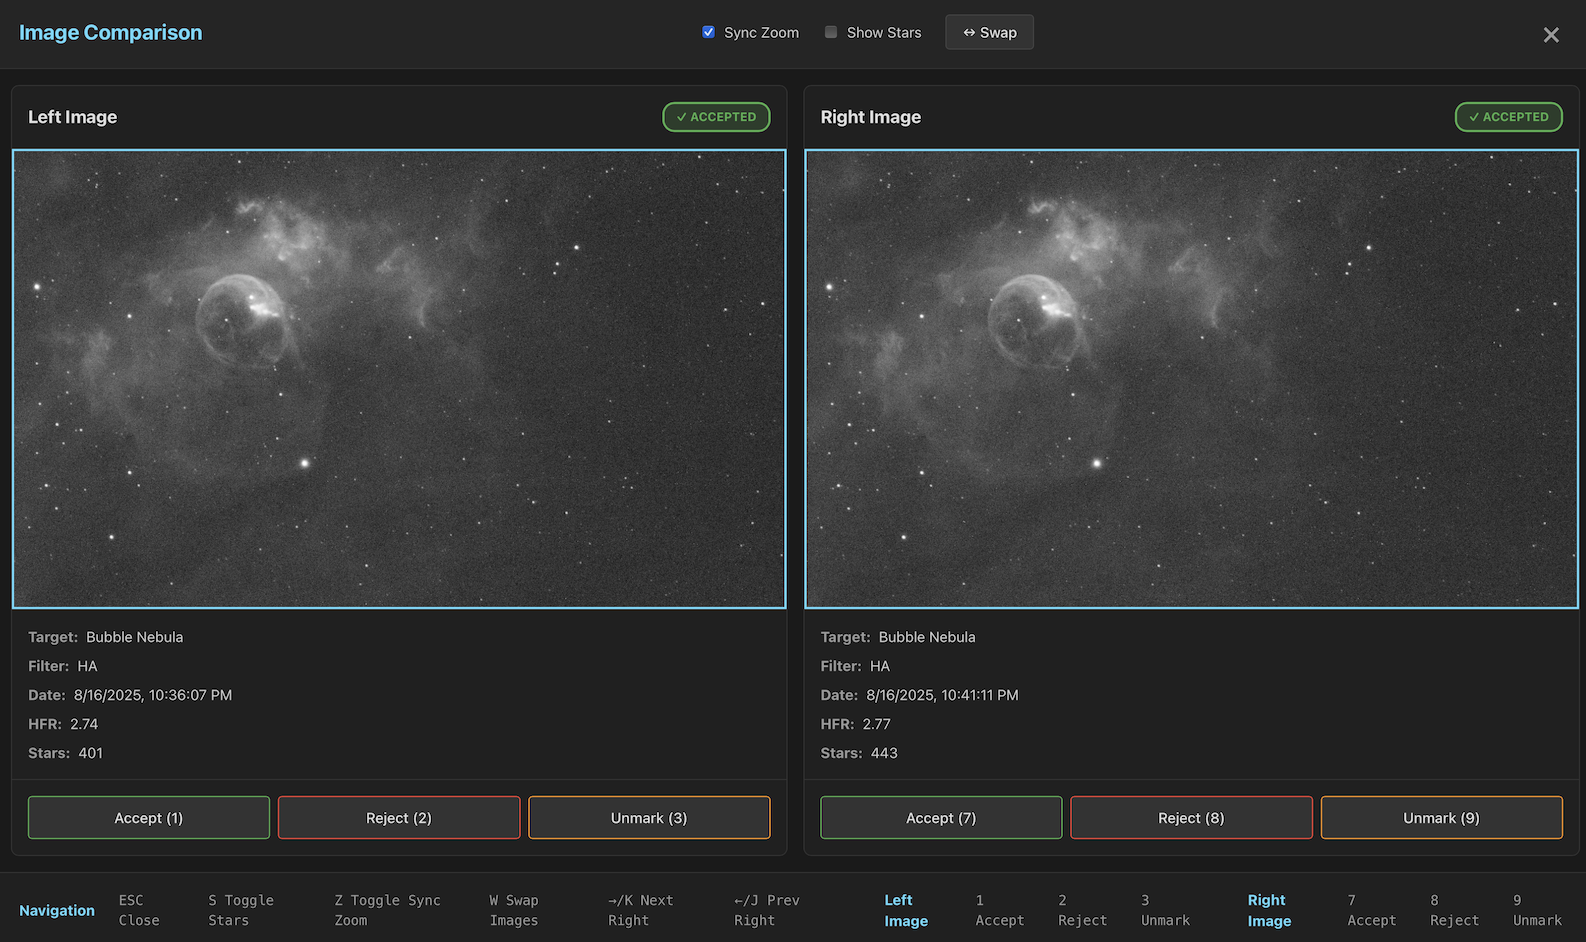 Image Comparison
Sync Zoom
Show Stars
⇔ Swap
×
Left Image
✓ ACCEPTED
Target: Bubble Nebula
Filter: HA
Date: 8/16/2025, 10:36:07 PM
HFR: 2.74
Stars: 401
Accept (1)
Reject (2)
Unmark (3)
Right Image
✓ ACCEPTED
Target: Bubble Nebula
Filter: HA
Date: 8/16/2025, 10:41:11 PM
HFR: 2.77
Stars: 443
Accept (7)
Reject (8)
Unmark (9)
Navigation
ESC
Close
S Toggle
Stars
Z Toggle Sync
Zoom
W Swap
Images
→/K Next
Right
←/J Prev
Right
Left
Image
1
Accept
2
Reject
3
Unmark
Right
Image
7
Accept
8
Reject
9
Unmark